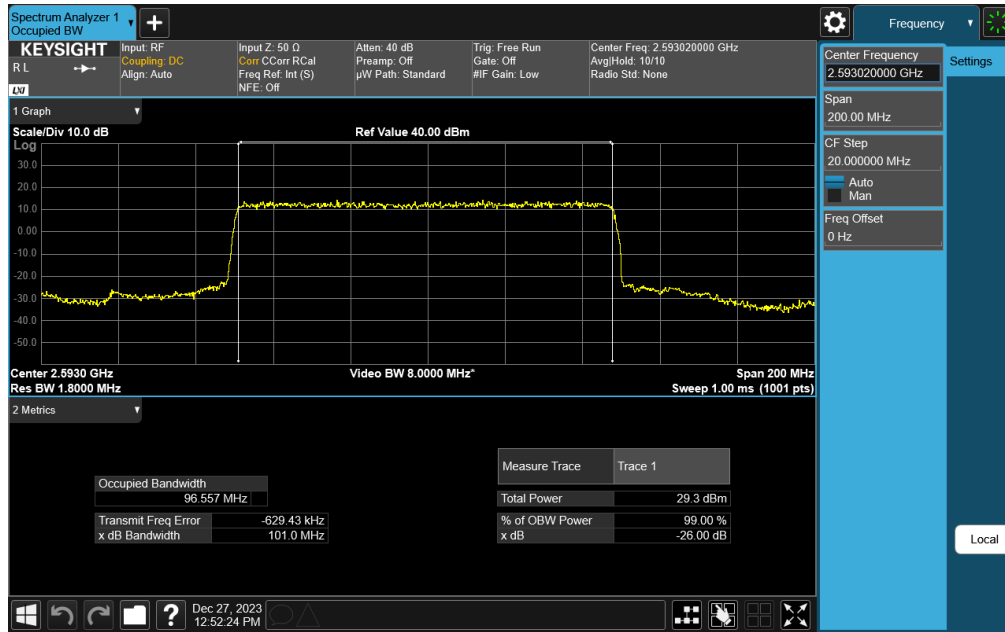 Spectrum Analyzer 1
Occupied BW
Frequency
KEYSIGHT
R L
LXI
Input: RF
Coupling: DC
Align: Auto
Input Z: 50 Ω
Corr CCorr RCal
Freq Ref: Int (S)
NFE: Off
Atten: 40 dB
Preamp: Off
µW Path: Standard
Trig: Free Run
Gate: Off
#IF Gain: Low
Center Freq: 2.593020000 GHz
Avg|Hold: 10/10
Radio Std: None
Center Frequency
2.593020000 GHz
Settings
Span
200.00 MHz
CF Step
20.000000 MHz
Auto
Man
Freq Offset
0 Hz
Local
1 Graph
Scale/Div 10.0 dB
Ref Value 40.00 dBm
Log
30.0
20.0
10.0
0.00
-10.0
-20.0
-30.0
-40.0
-50.0
Center 2.5930 GHz
Video BW 8.0000 MHz*
Span 200 MHz
Res BW 1.8000 MHz
Sweep 1.00 ms (1001 pts)
2 Metrics
Measure Trace Trace 1
Occupied Bandwidth
96.557 MHz
Total Power 29.3 dBm
Transmit Freq Error -629.43 kHz
% of OBW Power 99.00 %
x dB Bandwidth 101.0 MHz
x dB -26.00 dB
Dec 27, 2023
12:52:24 PM